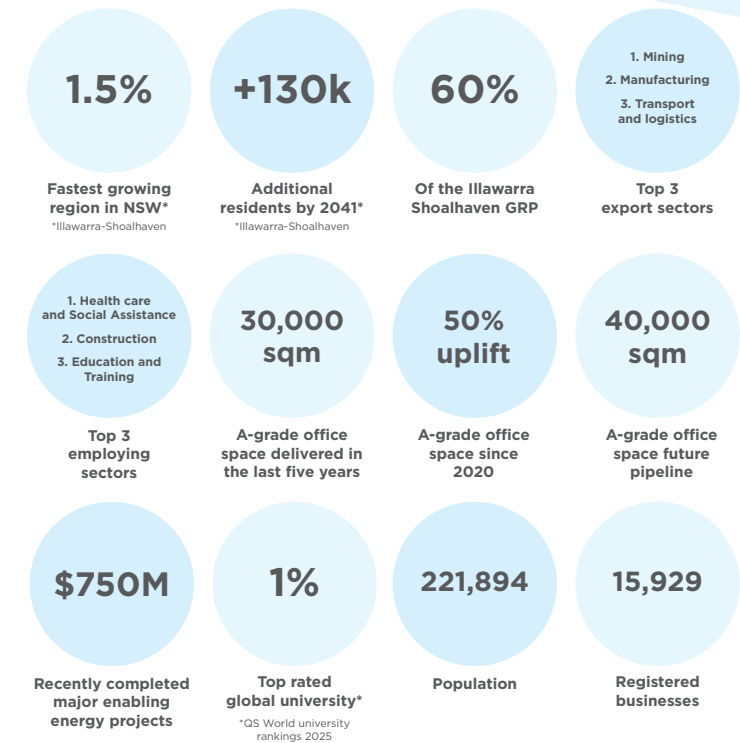 1.5%
Fastest growing
region in NSW*
*Illawarra-Shoalhaven
+130k
Additional
residents by 2041*
*Illawarra-Shoalhaven
60%
Of the Illawarra
Shoalhaven GRP
1. Mining
2. Manufacturing
3. Transport
and logistics
Top 3
export sectors
1. Health care
and Social Assistance
2. Construction
3. Education and
Training
Top 3
employing
sectors
30,000
sqm
A-grade office
space delivered in
the last five years
50%
uplift
A-grade office
space since
2020
40,000
sqm
A-grade office
space future
pipeline
$750M
Recently completed
major enabling
energy projects
1%
Top rated
global university*
*QS World university
rankings 2025
221,894
Population
15,929
Registered
businesses